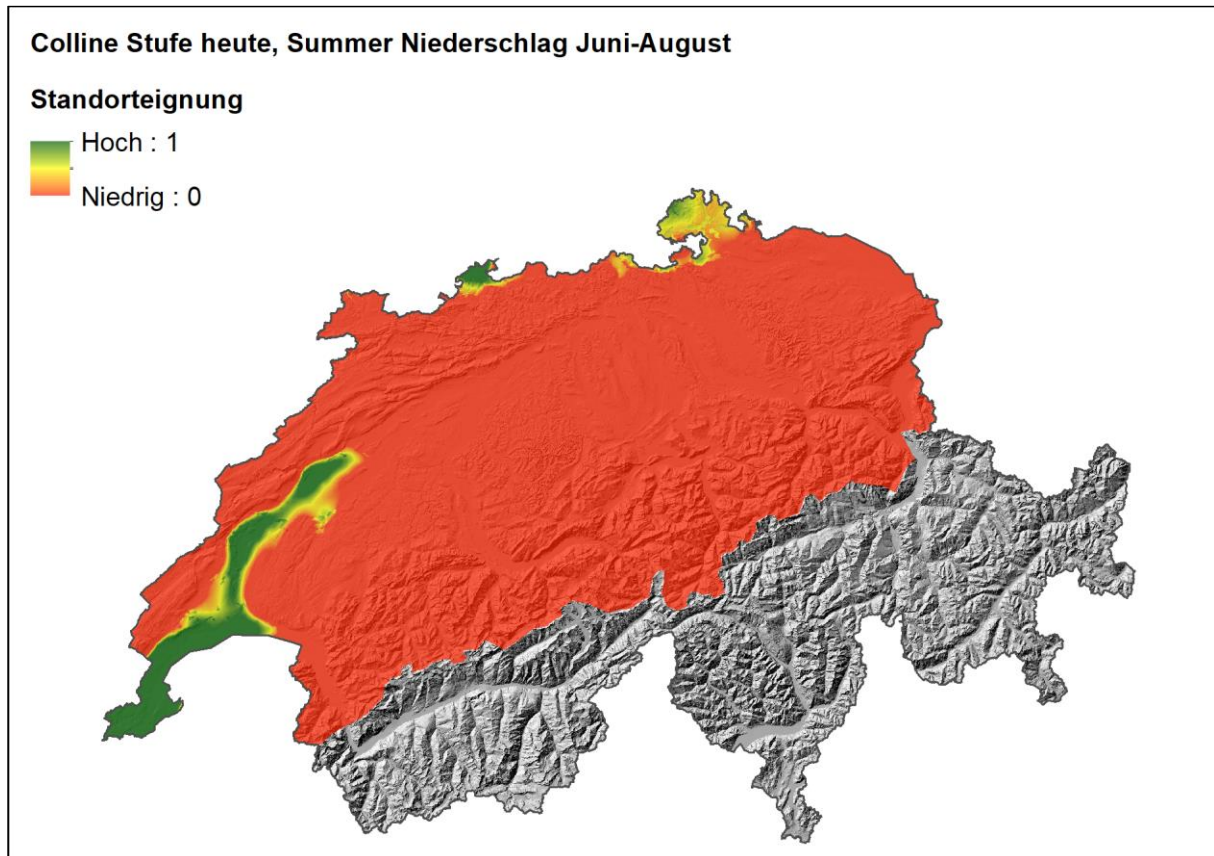 Colline Stufe heute, Summer Niederschlag Juni-August
Standorteignung
Hoch : 1
Niedrig : 0